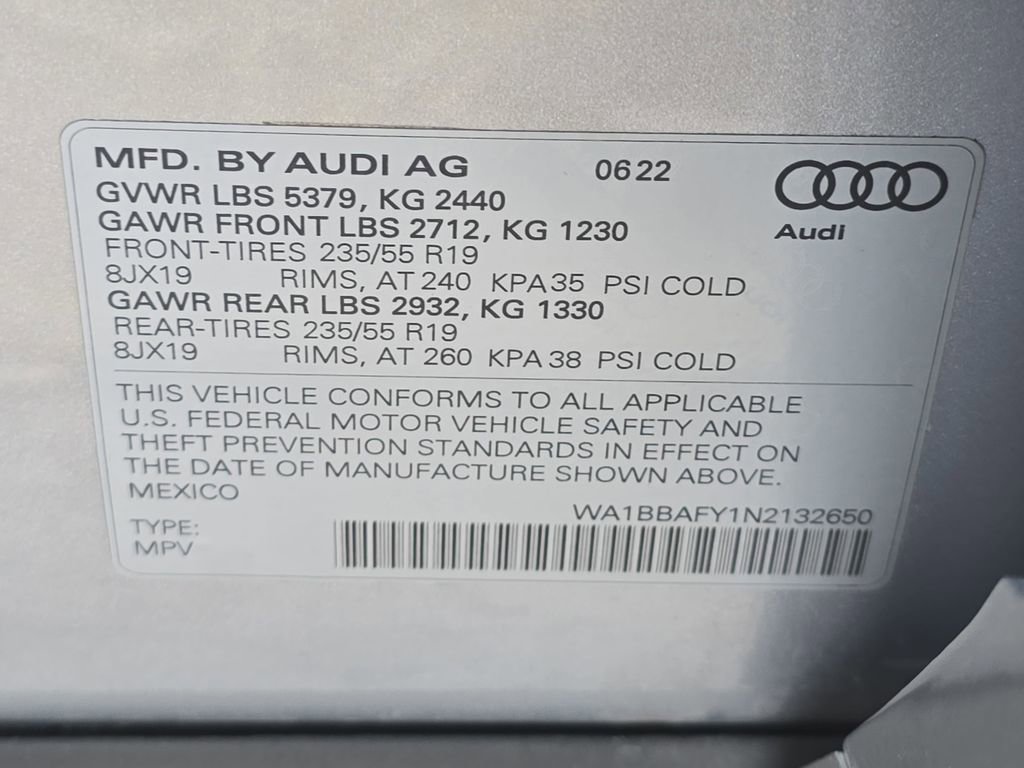 MFD. BY AUDI AG 0622
GVWR LBS 5379, KG 2440
GAWR FRONT LBS 2712, KG 1230
Audi
FRONT-TIRES 235/55 R19
8JX19 RIMS, AT 240 KPA 35 PSI COLD
GAWR REAR LBS 2932, KG 1330
REAR-TIRES 235/55 R19
8JX19 RIMS, AT 260 KPA 38 PSI COLD
THIS VEHICLE CONFORMS TO ALL APPLICABLE
U.S. FEDERAL MOTOR VEHICLE SAFETY AND
THEFT PREVENTION STANDARDS IN EFFECT ON
THE DATE OF MANUFACTURE SHOWN ABOVE.
MEXICO
WA1BBAFY1N2132650
TYPE:
MPV